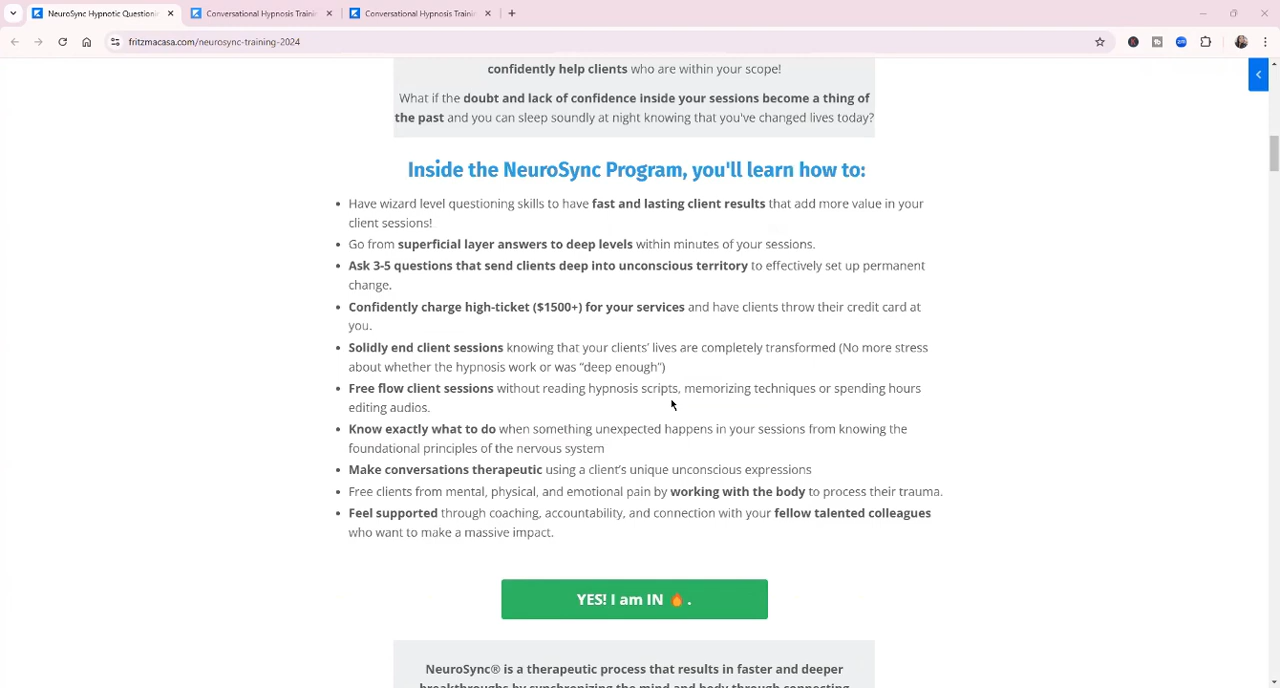 NeuroSync Hypnotic Questionin
Conversational Hypnosis Traini
Conversational Hypnosis Traini
fritzmacasa.com/neurosync-training-2024
confidently help clients who are within your scope!
What if the doubt and lack of confidence inside your sessions become a thing of
the past and you can sleep soundly at night knowing that you've changed lives today?
Inside the NeuroSync Program, you'll learn how to:
• Have wizard level questioning skills to have fast and lasting client results that add more value in your
client sessions!
• Go from superficial layer answers to deep levels within minutes of your sessions.
• Ask 3-5 questions that send clients deep into unconscious territory to effectively set up permanent
change.
• Confidently charge high-ticket ($1500+) for your services and have clients throw their credit card at
you.
• Solidly end client sessions knowing that your clients' lives are completely transformed (No more stress
about whether the hypnosis work or was “deep enough”)
• Free flow client sessions without reading hypnosis scripts, memorizing techniques or spending hours
editing audios.
• Know exactly what to do when something unexpected happens in your sessions from knowing the
foundational principles of the nervous system
• Make conversations therapeutic using a client's unique unconscious expressions
• Free clients from mental, physical, and emotional pain by working with the body to process their trauma.
• Feel supported through coaching, accountability, and connection with your fellow talented colleagues
who want to make a massive impact.
YES! I am IN 🔥 .
NeuroSync® is a therapeutic process that results in faster and deeper
breakthroughs by synchronizing the mind and body through connecting